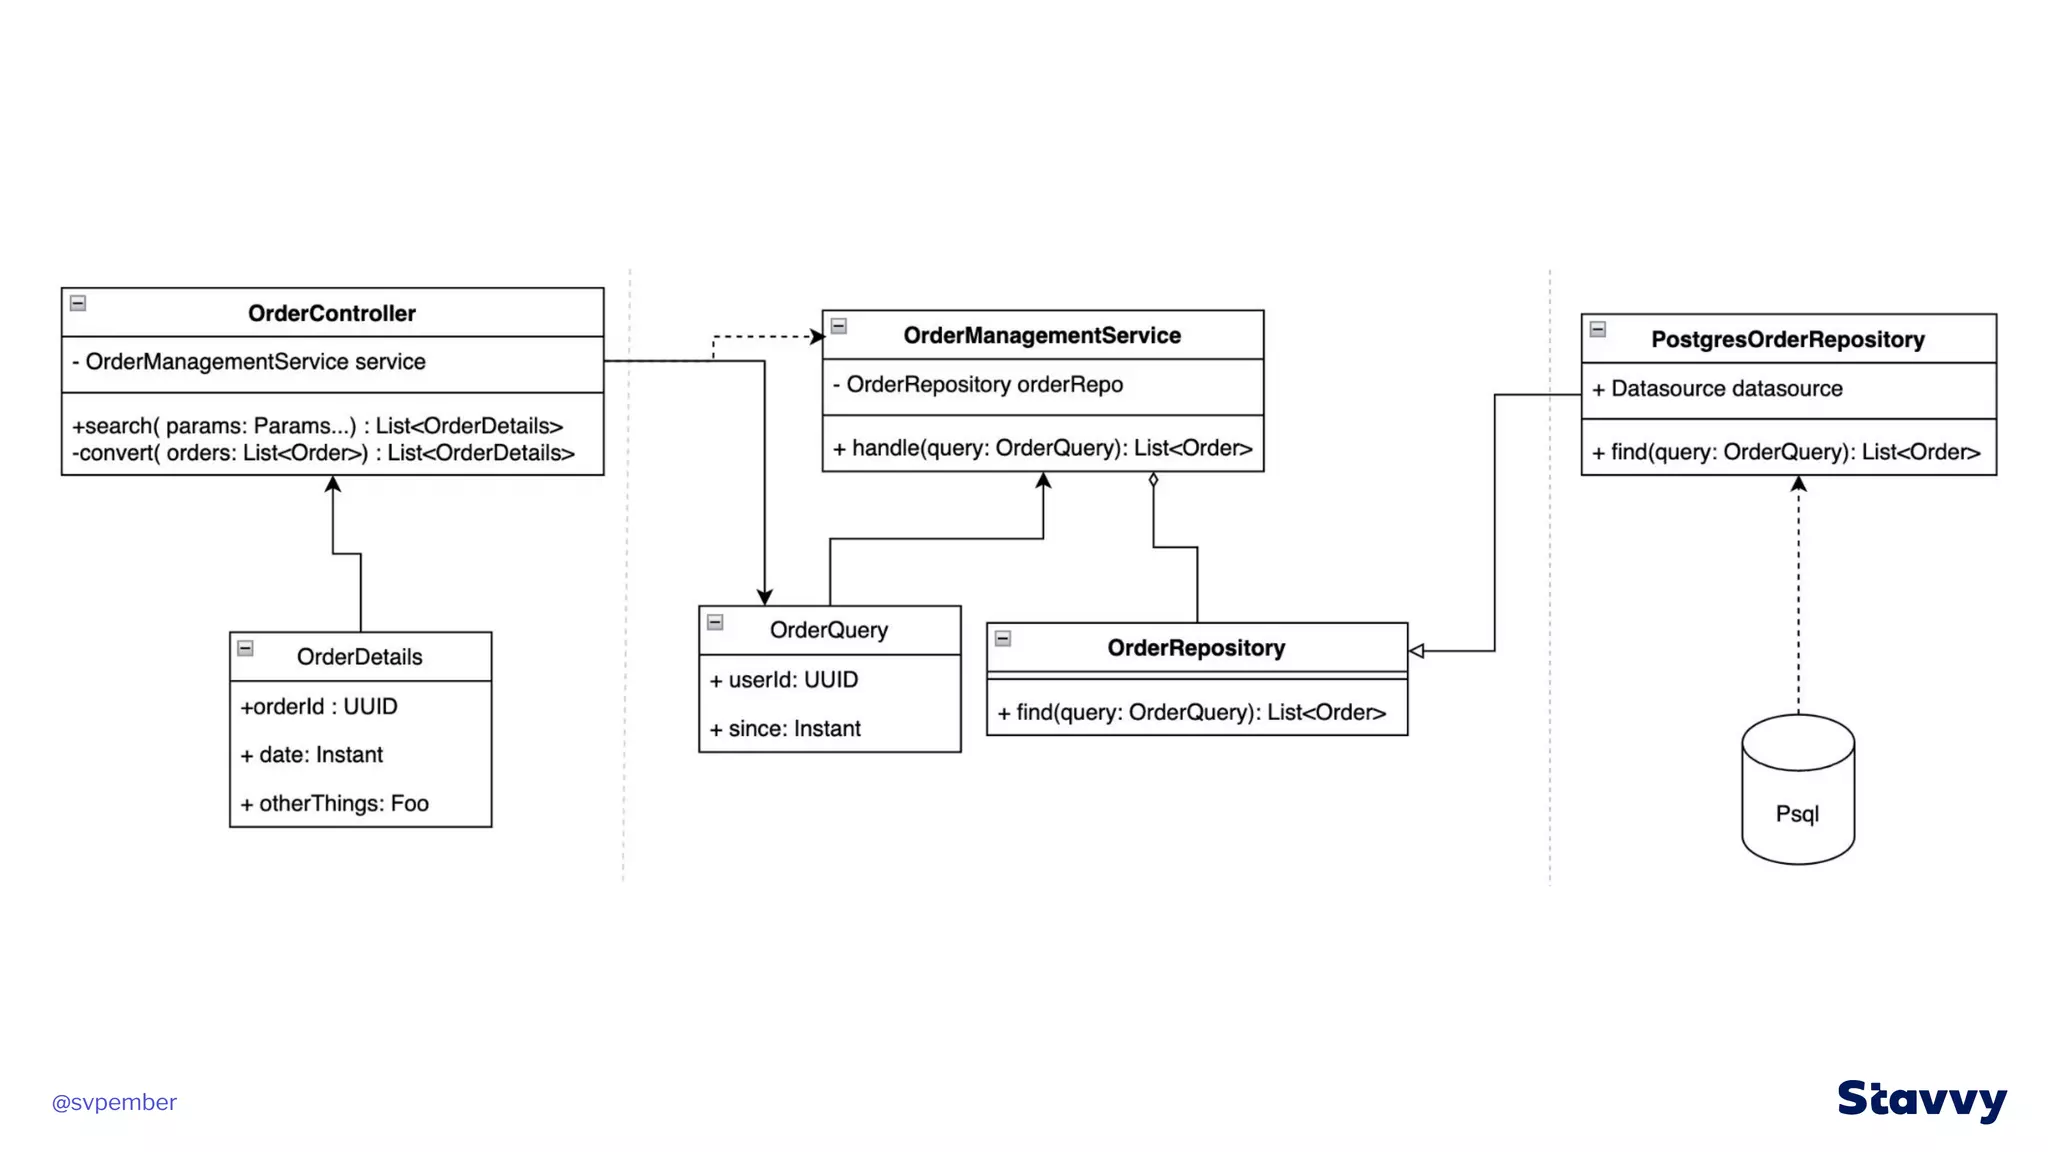 OrderController
- OrderManagementService service
+search( params: Params...) : List<OrderDetails>
-convert( orders: List<Order>) : List<OrderDetails>
OrderDetails
+orderId : UUID
+ date: Instant
+ otherThings: Foo
OrderManagementService
- OrderRepository orderRepo
+ handle(query: OrderQuery): List<Order>
OrderQuery
+ userId: UUID
+ since: Instant
OrderRepository
+ find(query: OrderQuery): List<Order>
PostgresOrderRepository
+ Datasource datasource
+ find(query: OrderQuery): List<Order>
Psql
@svpember
Stavvy